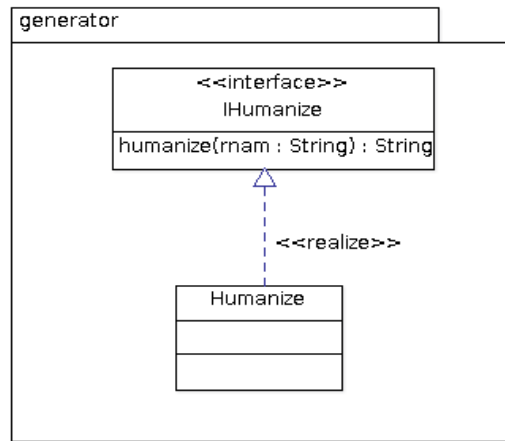 generator
<<interface>>
IHumanize
humanize(rnam : String) : String
<<realize>>
Humanize